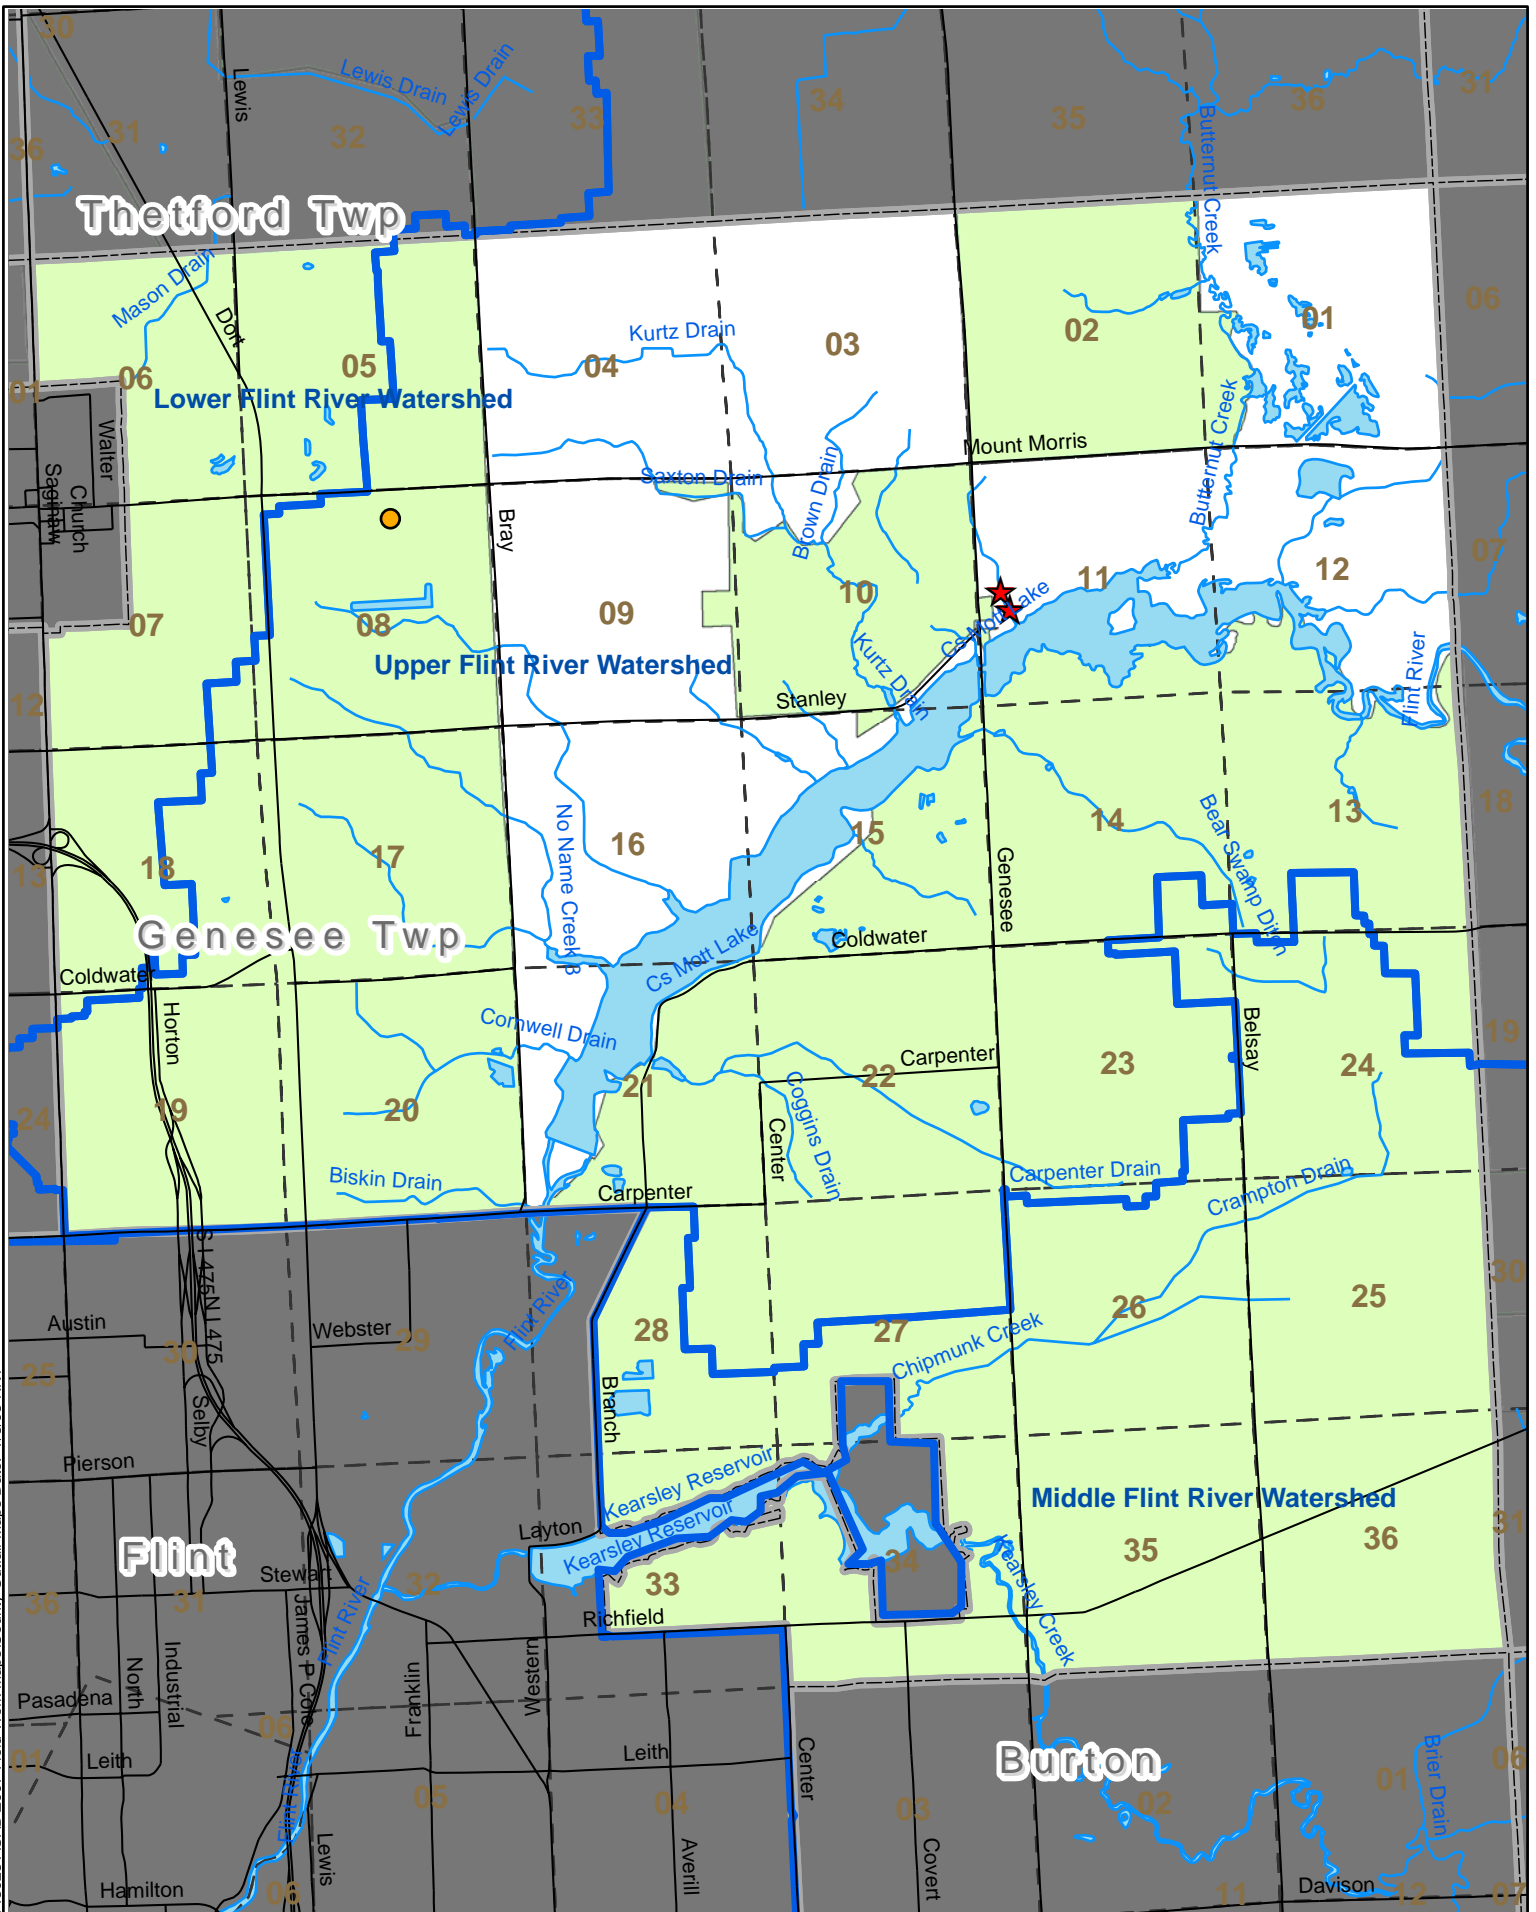 30
Lewis
Lewis Drain
Lewis Drain
31
36
32
33
34
35
36
31
Butternut Creek
Thetford Twp
Mason Drain
Dort
06
05
01
Lower Flint River Watershed
Kurtz Drain
04
03
02
01
06
Walter
Saginaw
Church
Mount Morris
Saxton Drain
Brown Drain
Butternut Creek
Bray
07
08
09
10
11
12
07
Cs Mott Lake
Upper Flint River Watershed
Kurtz Drain
Stanley
Flint River
12
13
18
17
16
15
14
13
18
No Name Creek 3
Genesee
Bear Swamp Ditch
Genesee Twp
Coldwater
Cs Mott Lake
Coldwater
Horton
Cornwell Drain
Belsay
19
Carpenter
24
19
20
21
22
23
24
Center
Coggins Drain
Biskin Drain
Carpenter
Carpenter Drain
Crampton Drain
S I 475
N I 475
Flint River
30
Austin
Webster
30
29
25
28
27
26
25
Chipmunk Creek
Selby
Branch
Pierson
Kearsley Reservoir
Kearsley Reservoir
Layton
Middle Flint River Watershed
Flint
Stewart
36
31
32
33
34
35
36
31
Kearsley Creek
Richfield
Flint River
James P Cole
Industrial
North
Franklin
Western
Pasadena
06
01
Leith
Leith
Center
Burton
Brier Drain
05
04
03
02
01
06
Flint River
Lewis
Averill
Covert
Hamilton
06
11
Davison
12
07